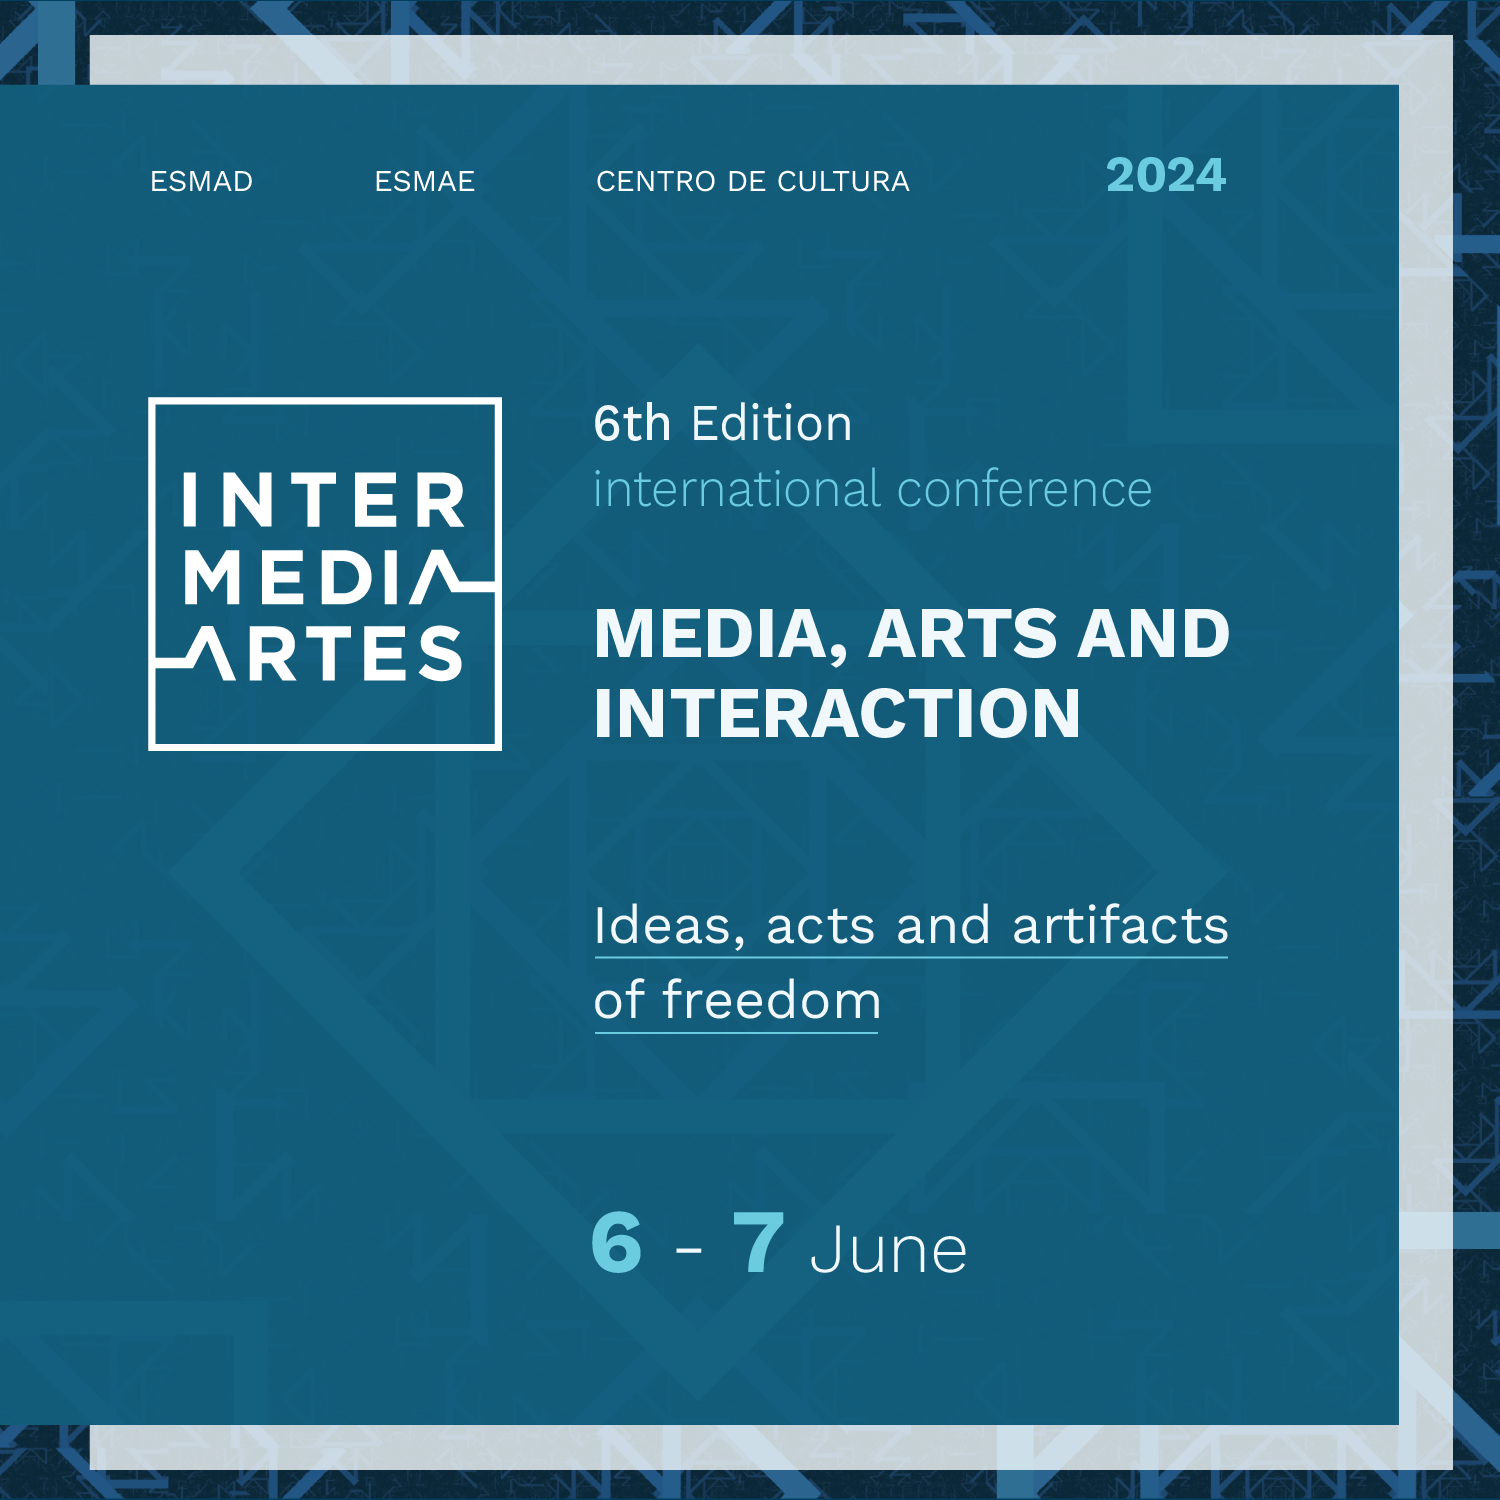 ESMAD ESMAE CENTRO DE CULTURA 2024
INTER
MEDIA
ARTES
6th Edition
international conference
MEDIA, ARTS AND
INTERACTION
Ideas, acts and artifacts
of freedom
6 - 7 June